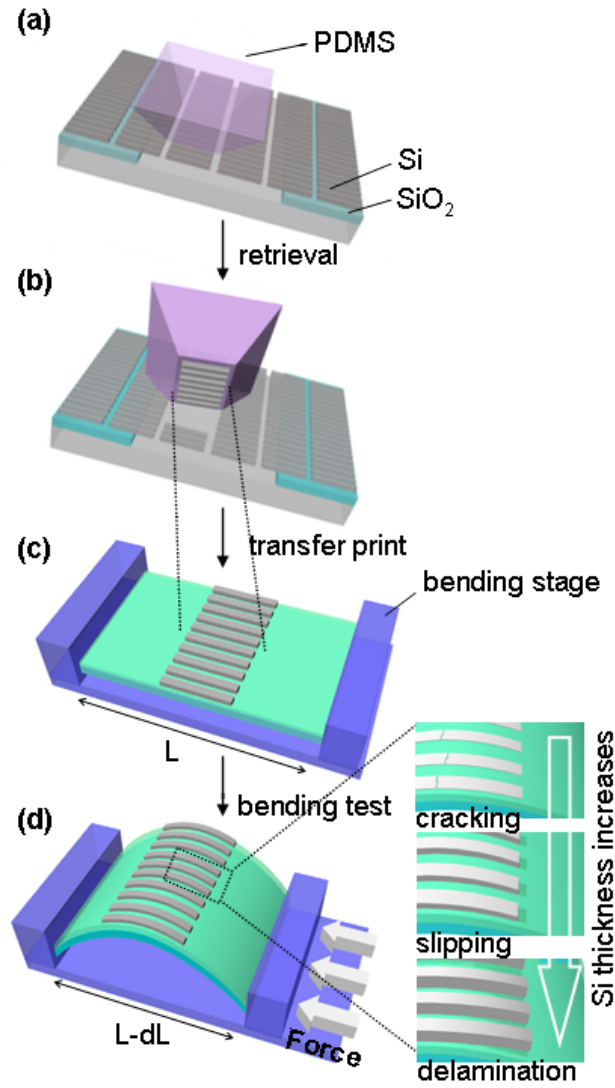 (a)
PDMS
Si
SiO₂
retrieval
(b)
transfer print
(c)
bending stage
L
bending test
(d)
L-dL
Force
cracking
slipping
delamination
Si thickness increases